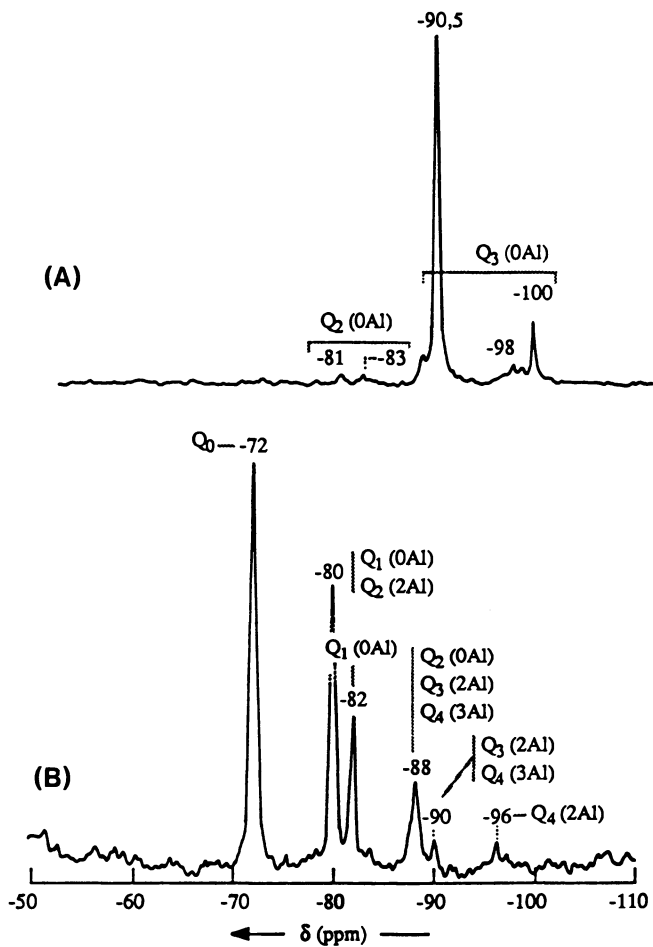 -90,5
(A)
Q3 (0Al)
-100
Q2 (0Al)
-81
-83
-98
Q0 -72
-80
Q1 (0Al)
Q2 (2Al)
Q1 (0Al)
-82
Q2 (0Al)
Q3 (2Al)
Q4 (3Al)
Q3 (2Al)
Q4 (3Al)
-88
-90
-96 Q4 (2Al)
(B)
-50 -60 -70 -80 -90 -100 -110
δ (ppm)